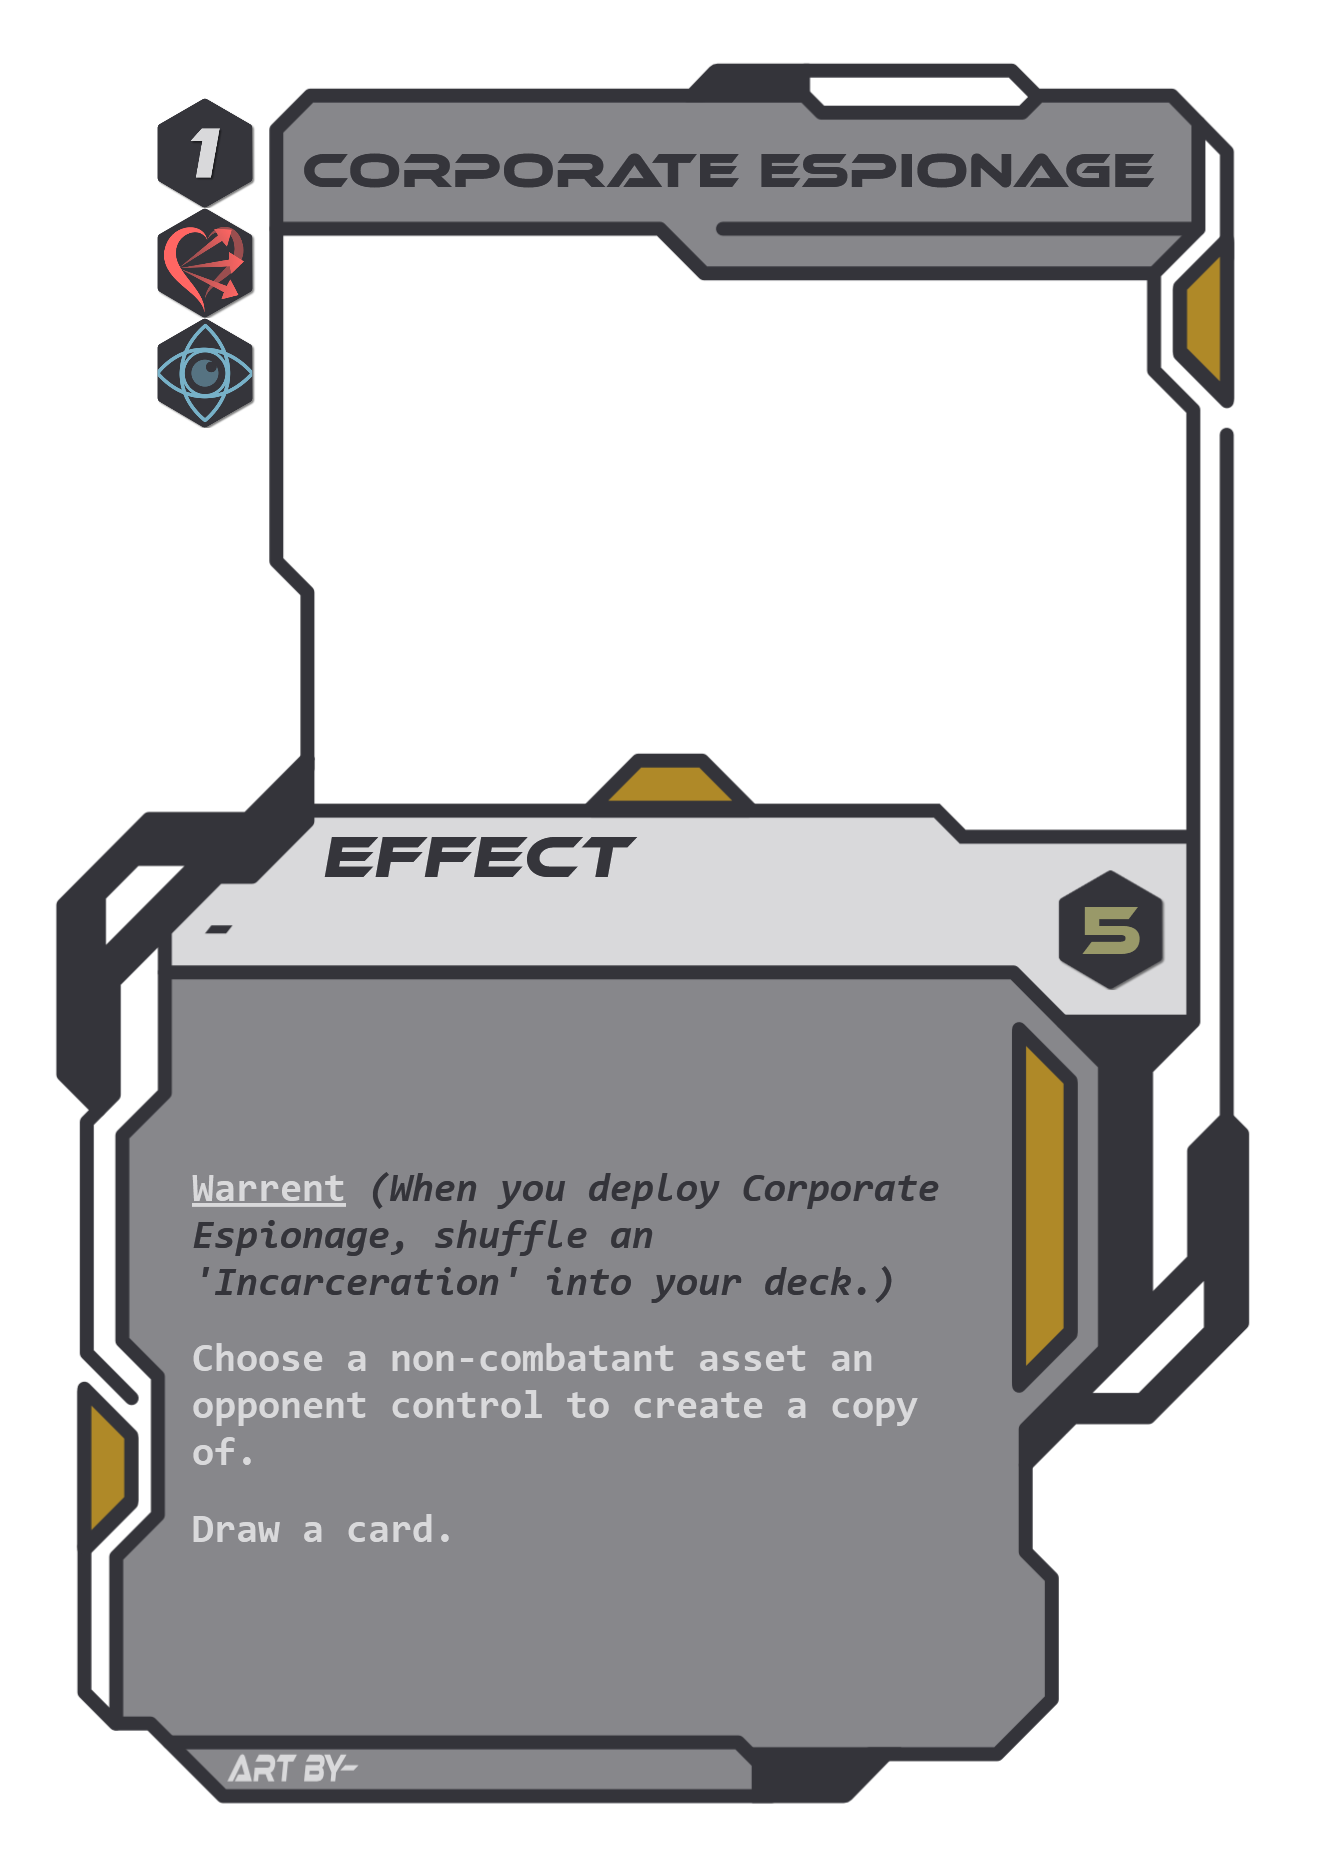 1
CORPORATE ESPIONAGE
EFFECT
-
5
Warrent (When you deploy Corporate
Espionage, shuffle an
'Incarceration' into your deck.)
Choose a non-combatant asset an
opponent control to create a copy
of.
Draw a card.
ART BY-